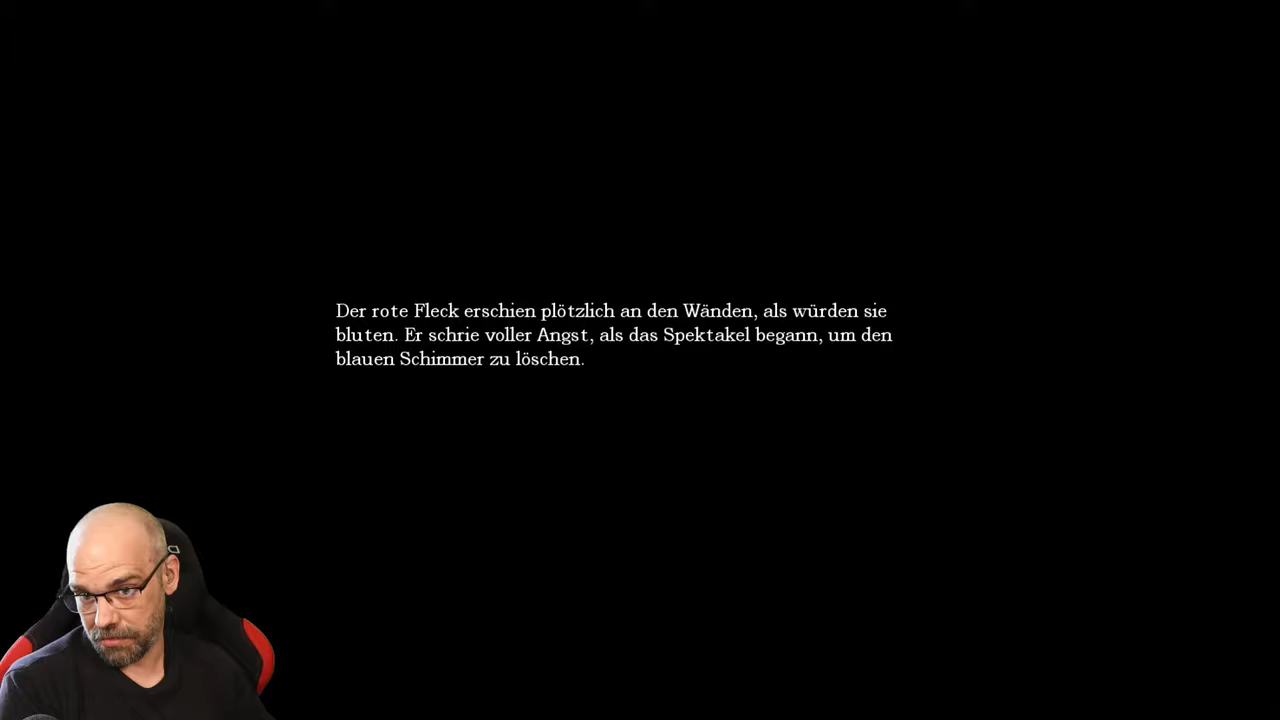 Der rote Fleck erschien plötzlich an den Wänden, als würden sie
bluten. Er schrie voller Angst, als das Spektakel begann, um den
blauen Schimmer zu löschen.